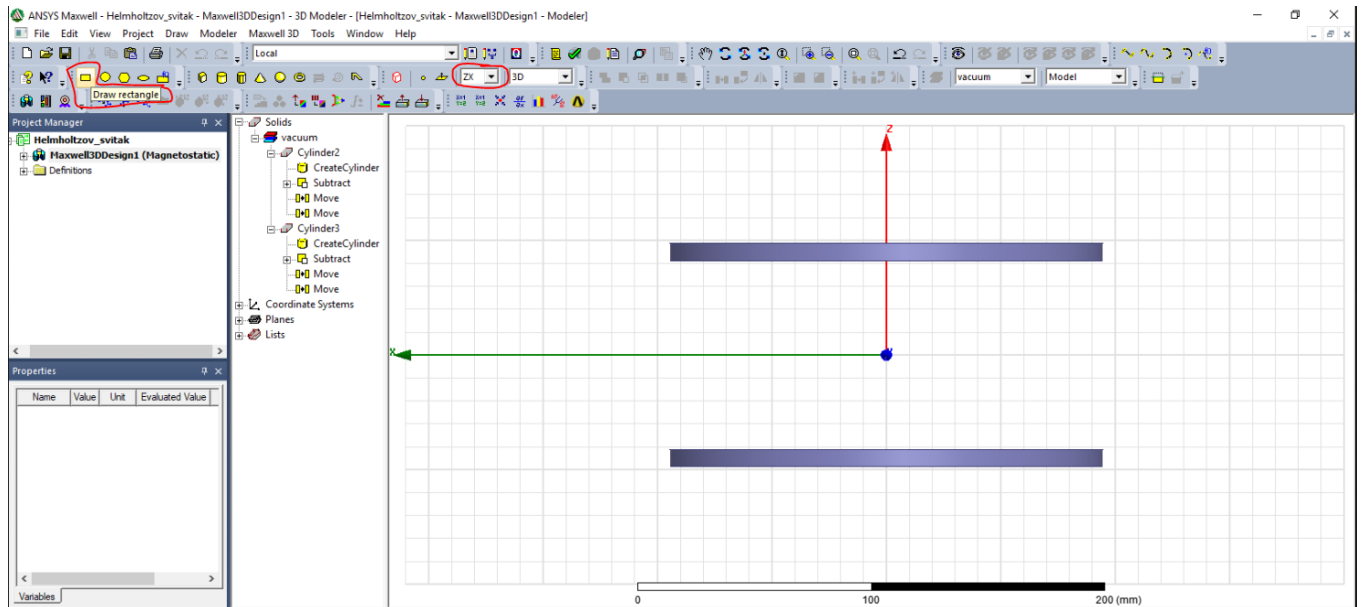 ANSYS Maxwell - Helmholtzov_svitak - Maxwell3DDesign1 - 3D Modeler - [Helmholtzov_svitak - Maxwell3DDesign1 - Modeler]
File Edit View Project Draw Modeler Maxwell 3D Tools Window Help
Local
ZX 3D vacuum Model
Draw rectangle
Project Manager
Helmholtzov_svitak
Maxwell3DDesign1 (Magnetostatic)
Definitions
Solids
vacuum
Cylinder2
CreateCylinder
Subtract
Move
Move
Cylinder3
CreateCylinder
Subtract
Move
Move
Coordinate Systems
Planes
Lists
Properties
Name Value Unit Evaluated Value
Variables
Z
X
0 100 200 (mm)